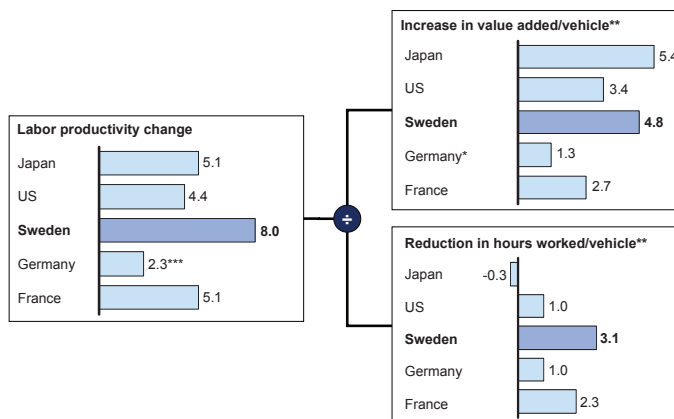 Increase in value added/vehicle**
Japan 5.4
US 3.4
Sweden 4.8
Germany* 1.3
France 2.7
Labor productivity change
Japan 5.1
US 4.4
Sweden 8.0
Germany 2.3***
France 5.1
÷
Reduction in hours worked/vehicle**
Japan -0.3
US 1.0
Sweden 3.1
Germany 1.0
France 2.3